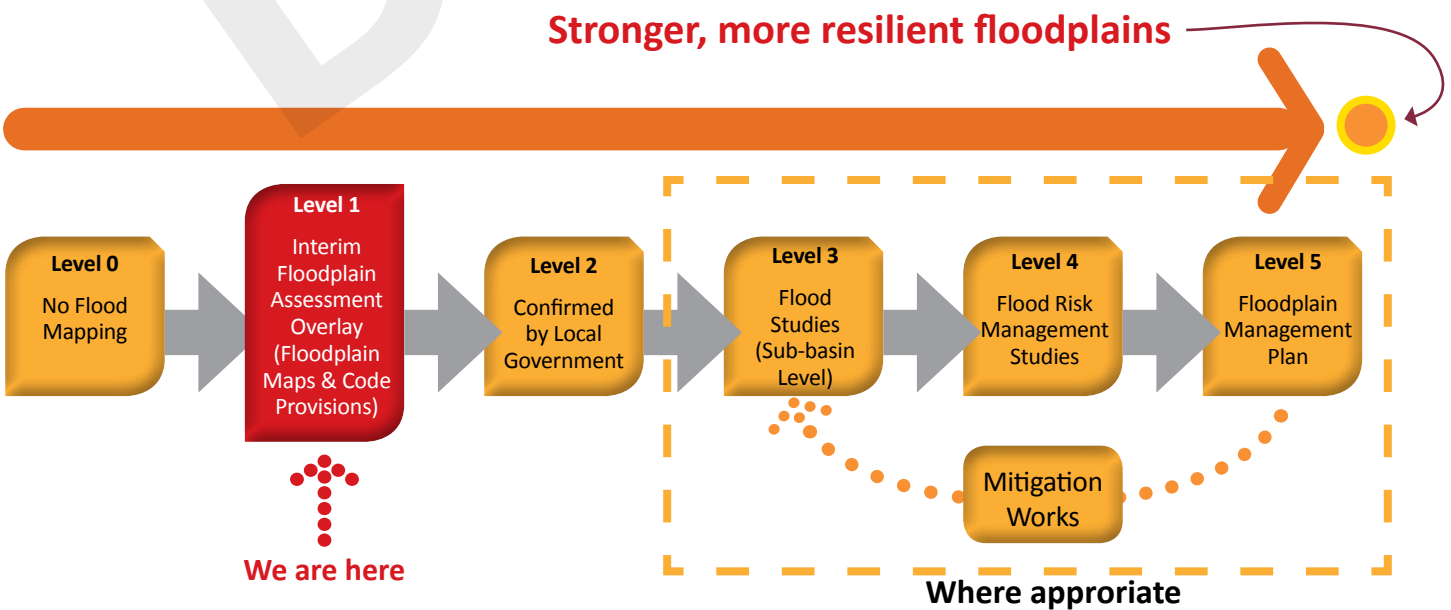 Stronger, more resilient floodplains
Level 0
No Flood
Mapping
Level 1
Interim
Floodplain
Assessment
Overlay
(Floodplain
Maps & Code
Provisions)
Level 2
Confirmed
by Local
Government
Level 3
Flood
Studies
(Sub-basin
Level)
Level 4
Flood Risk
Management
Studies
Level 5
Floodplain
Management
Plan
Mitigation
Works
We are here
Where approriate